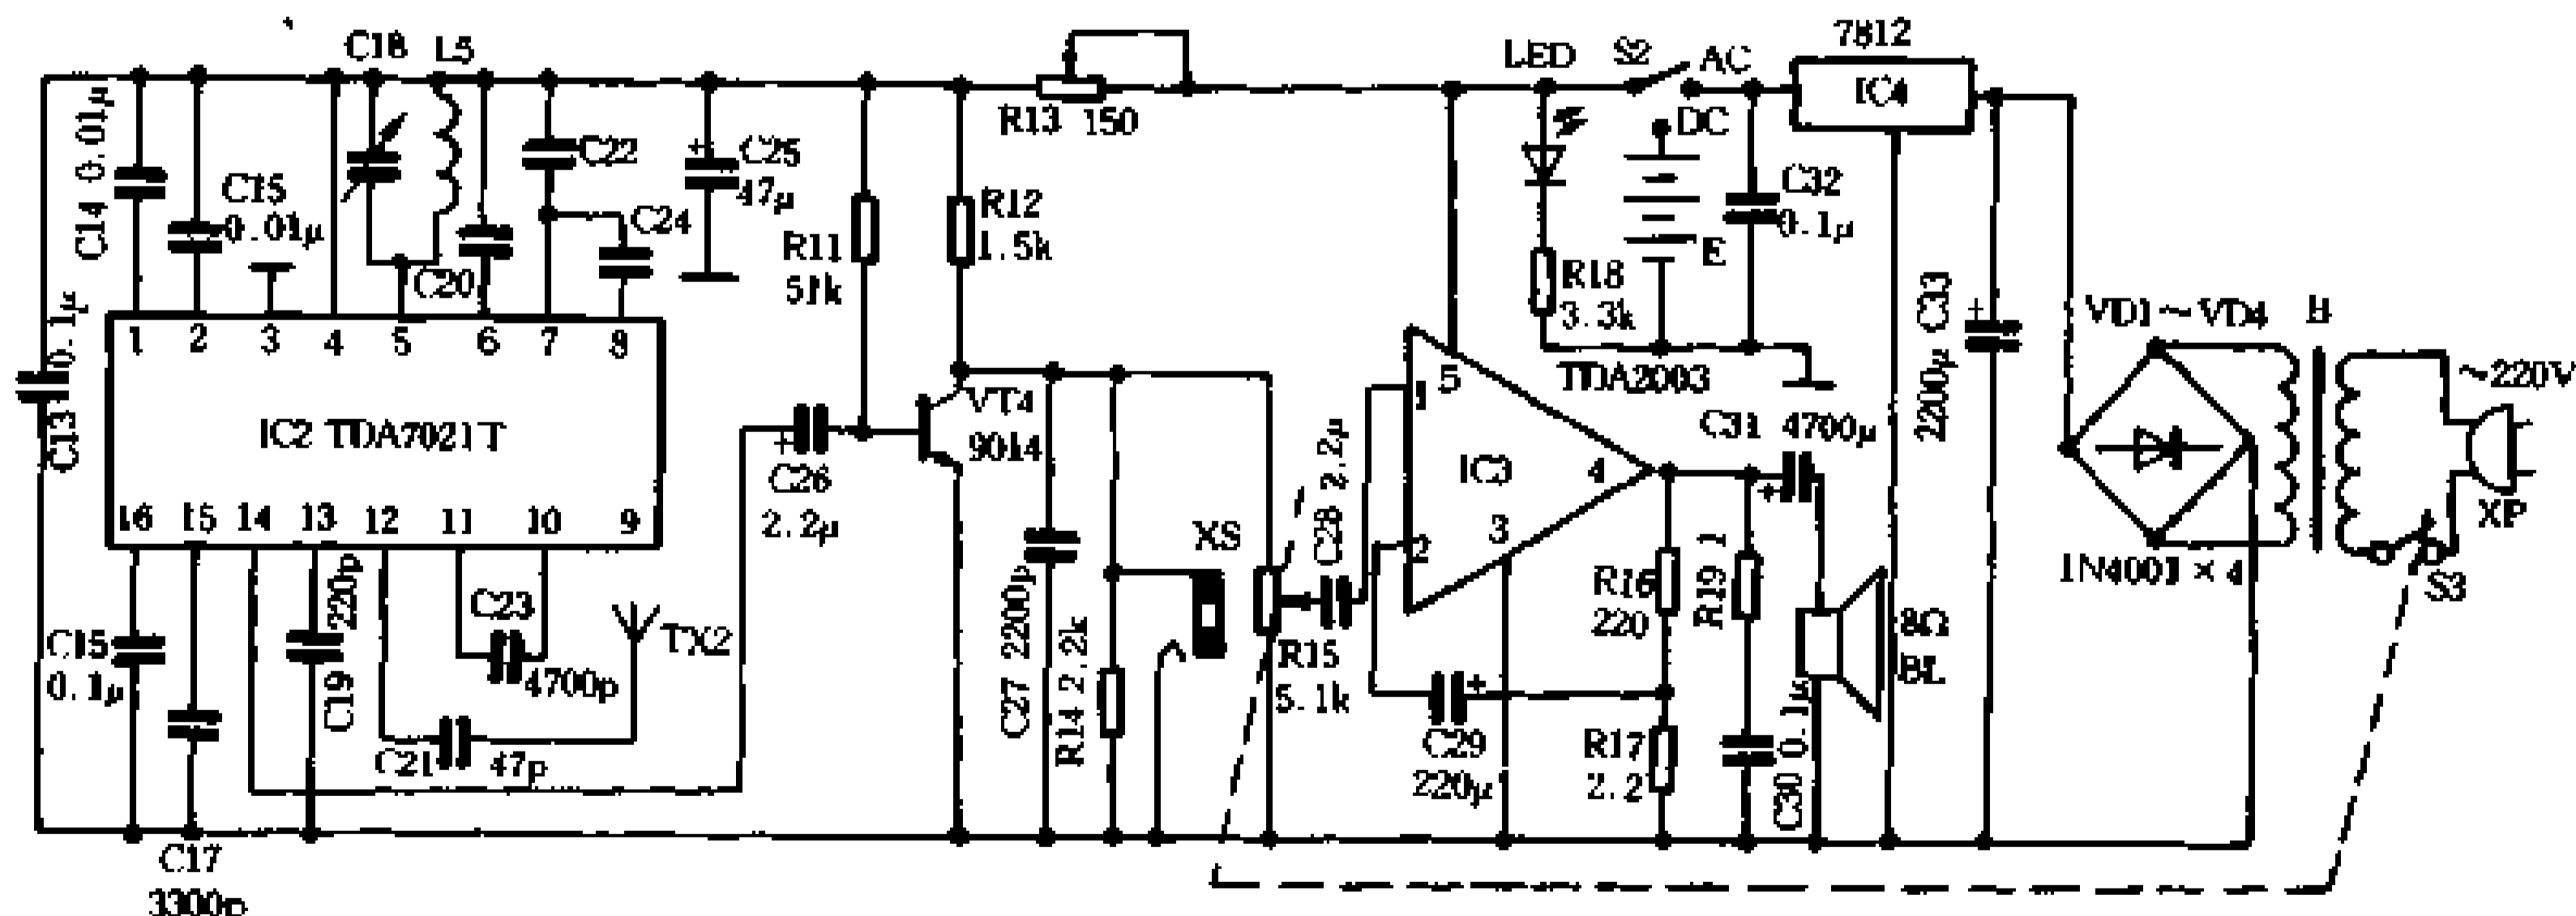 C18 L5
C14 0.01μ
C15
0.01μ
C20
C22
C24
C25
47μ
R11
51k
R12
1.5k
R13 150
LED S2 AC
DC
E
7812
IC4
C32
0.1μ
R18
3.3k
2200μ C33
VD1~VD4 B
~220V
XP
S3
1N4001×4
C13 0.1μ
1 2 3 4 5 6 7 8
IC2 TDA7021T
16 15 14 13 12 11 10 9
C26
2.2μ
VT4
9014
C15
0.1μ
C17
3300p
C19 220p
C23
4700p
C21 47p
TX2
C27 2200p
R14 2.2k
XS
R15
5.1k
C28 2.2μ
TDA2003
1 5
IC3 4
2 3
C31 4700μ
R16
220
R19 1
C29
220μ
R17
2.2
C30 0.1μ
8Ω
BL